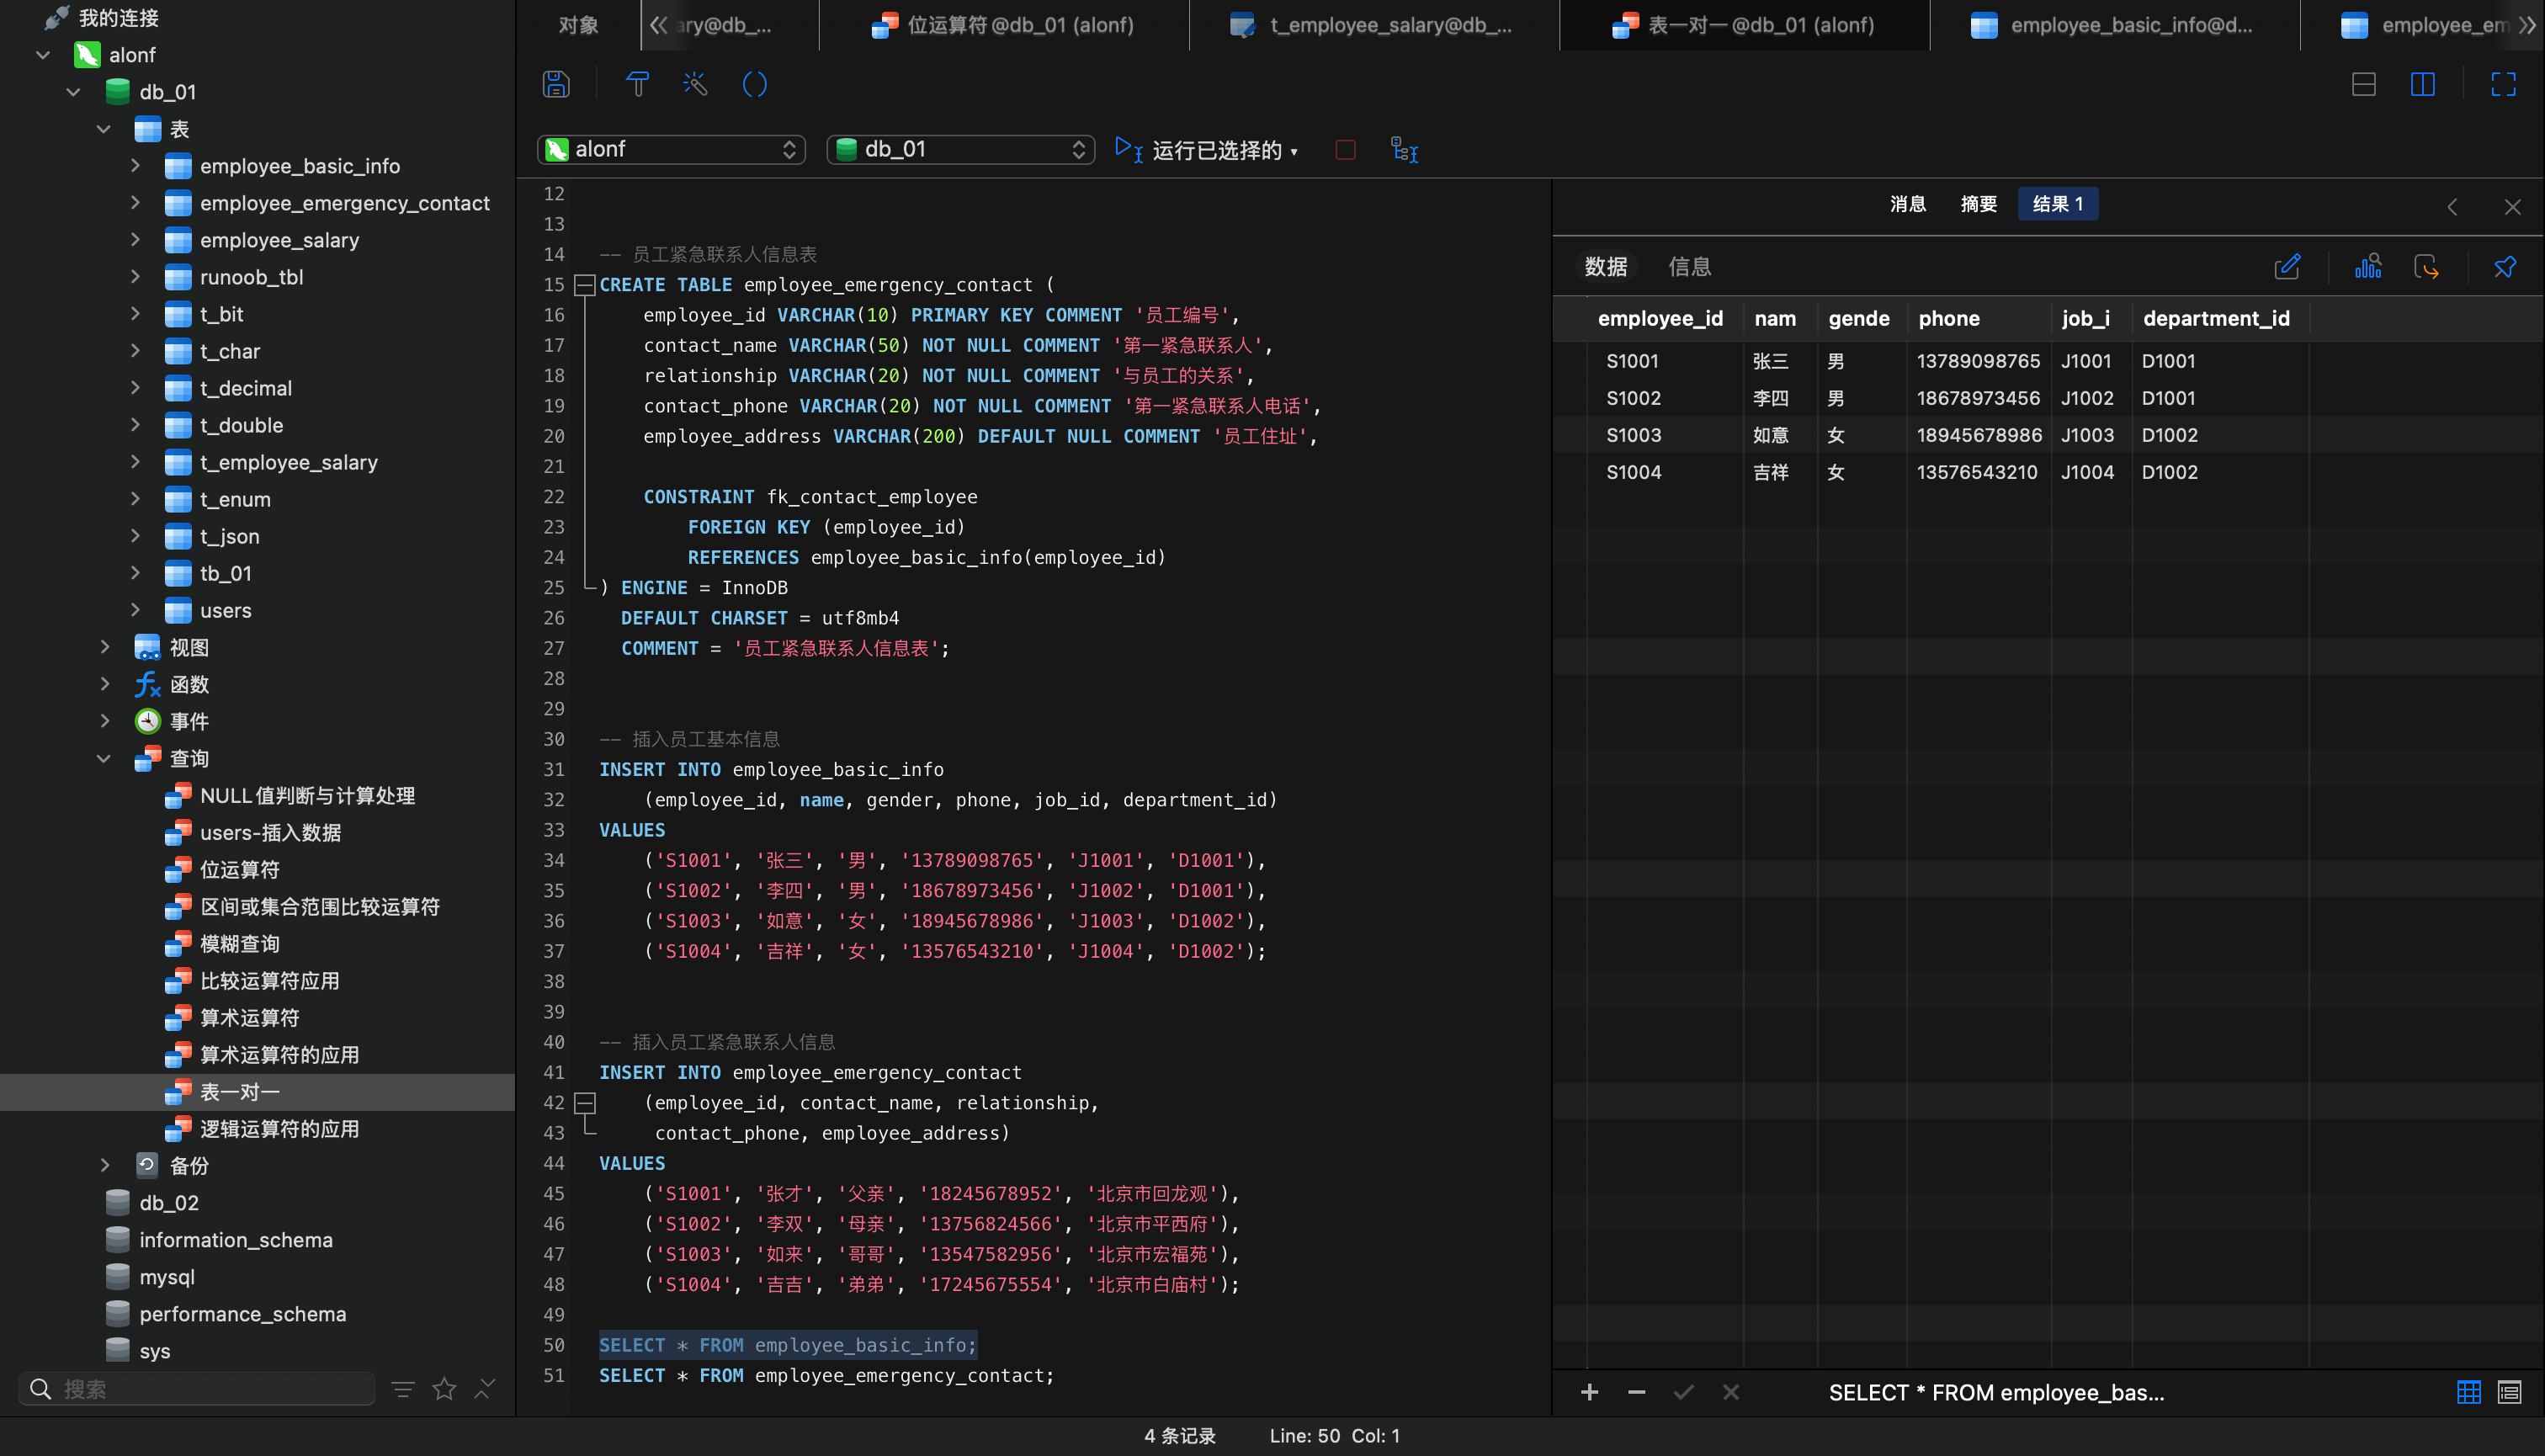 我的连接
alonf
db_01
表
employee_basic_info
employee_emergency_contact
employee_salary
runoob_tbl
t_bit
t_char
t_decimal
t_double
t_employee_salary
t_enum
t_json
tb_01
users
视图
函数
事件
查询
NULL值判断与计算处理
users-插入数据
位运算符
区间或集合范围比较运算符
模糊查询
比较运算符应用
算术运算符
算术运算符的应用
表一对一
逻辑运算符的应用
备份
db_02
information_schema
mysql
performance_schema
sys
搜索
对象 ary@db_... 位运算符@db_01 (alonf) t_employee_salary@db_... 表一对一@db_01 (alonf) employee_basic_info@d... employee_em
alonf db_01 运行已选择的
12
13
14 -- 员工紧急联系人信息表
15 CREATE TABLE employee_emergency_contact (
16 employee_id VARCHAR(10) PRIMARY KEY COMMENT '员工编号',
17 contact_name VARCHAR(50) NOT NULL COMMENT '第一紧急联系人',
18 relationship VARCHAR(20) NOT NULL COMMENT '与员工的关系',
19 contact_phone VARCHAR(20) NOT NULL COMMENT '第一紧急联系人电话',
20 employee_address VARCHAR(200) DEFAULT NULL COMMENT '员工住址',
21
22 CONSTRAINT fk_contact_employee
23 FOREIGN KEY (employee_id)
24 REFERENCES employee_basic_info(employee_id)
25 ) ENGINE = InnoDB
26 DEFAULT CHARSET = utf8mb4
27 COMMENT = '员工紧急联系人信息表';
28
29
30 -- 插入员工基本信息
31 INSERT INTO employee_basic_info
32 (employee_id, name, gender, phone, job_id, department_id)
33 VALUES
34 ('S1001', '张三', '男', '13789098765', 'J1001', 'D1001'),
35 ('S1002', '李四', '男', '18678973456', 'J1002', 'D1001'),
36 ('S1003', '如意', '女', '18945678986', 'J1003', 'D1002'),
37 ('S1004', '吉祥', '女', '13576543210', 'J1004', 'D1002');
38
39
40 -- 插入员工紧急联系人信息
41 INSERT INTO employee_emergency_contact
42 (employee_id, contact_name, relationship,
43 contact_phone, employee_address)
44 VALUES
45 ('S1001', '张才', '父亲', '18245678952', '北京市回龙观'),
46 ('S1002', '李双', '母亲', '13756824566', '北京市平西府'),
47 ('S1003', '如来', '哥哥', '13547582956', '北京市宏福苑'),
48 ('S1004', '吉吉', '弟弟', '17245675554', '北京市白庙村');
49
50 SELECT * FROM employee_basic_info;
51 SELECT * FROM employee_emergency_contact;
消息 摘要 结果 1
数据 信息
employee_id nam gende phone job_i department_id
S1001 张三 男 13789098765 J1001 D1001
S1002 李四 男 18678973456 J1002 D1001
S1003 如意 女 18945678986 J1003 D1002
S1004 吉祥 女 13576543210 J1004 D1002
SELECT * FROM employee_bas...
4 条记录 Line: 50 Col: 1